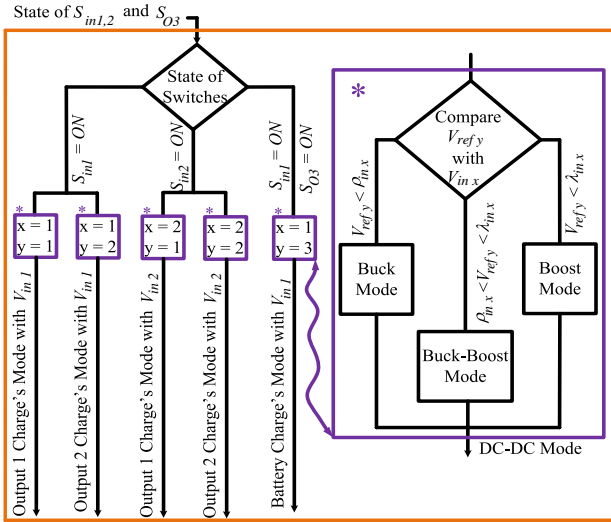 State of S_in1,2 and S_O3
State of
Switches
S_in1 = ON
S_in2 = ON
S_in1 = ON
S_O3 = ON
*
x = 1
y = 1
*
x = 1
y = 2
*
x = 2
y = 1
*
x = 2
y = 2
*
x = 1
y = 3
Output 1 Charge's Mode with V_in 1
Output 2 Charge's Mode with V_in 1
Output 1 Charge's Mode with V_in 2
Output 2 Charge's Mode with V_in 2
Battery Charge's Mode with V_in 1
*
Compare
V_ref y
with
V_in x
V_ref y < ρ_in x
ρ_in x < V_ref y < λ_in x
V_ref y < λ_in x
Buck
Mode
Buck-Boost
Mode
Boost
Mode
DC-DC Mode